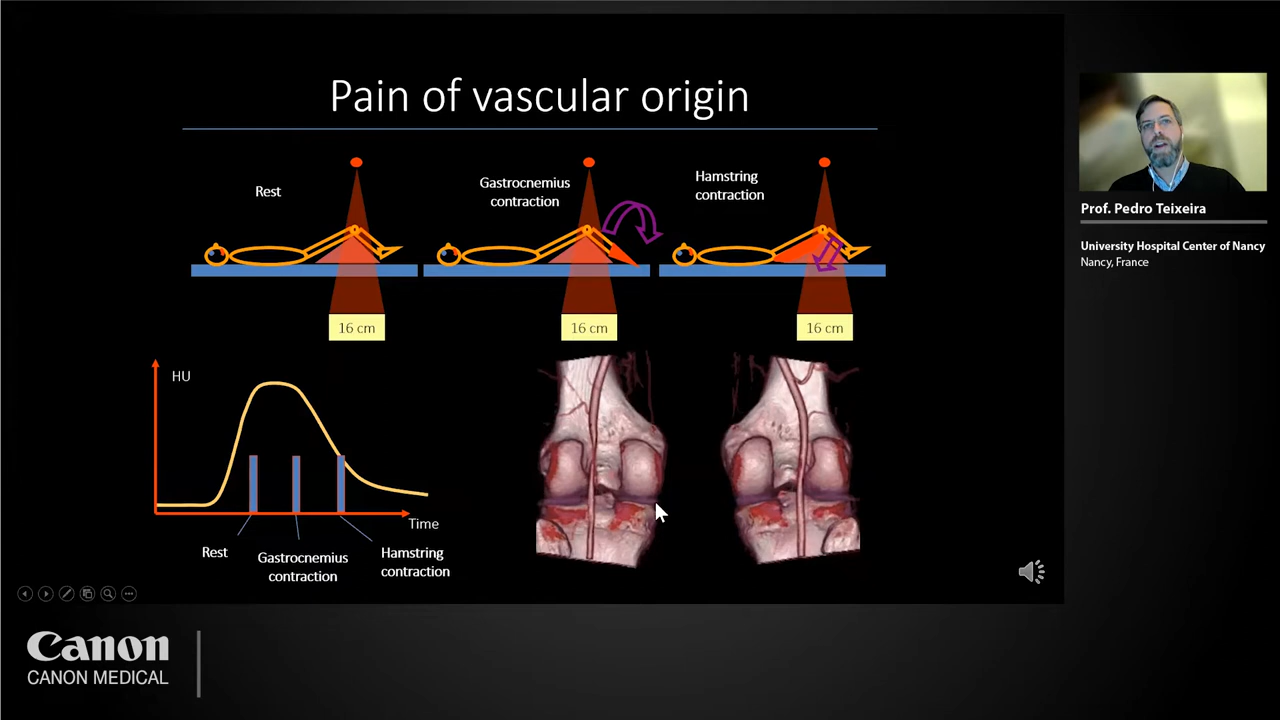 Pain of vascular origin
Rest
Gastrocnemius
contraction
Hamstring
contraction
16 cm
16 cm
16 cm
HU
Time
Rest
Gastrocnemius
contraction
Hamstring
contraction
Prof. Pedro Teixeira
University Hospital Center of Nancy
Nancy, France
Canon
CANON MEDICAL